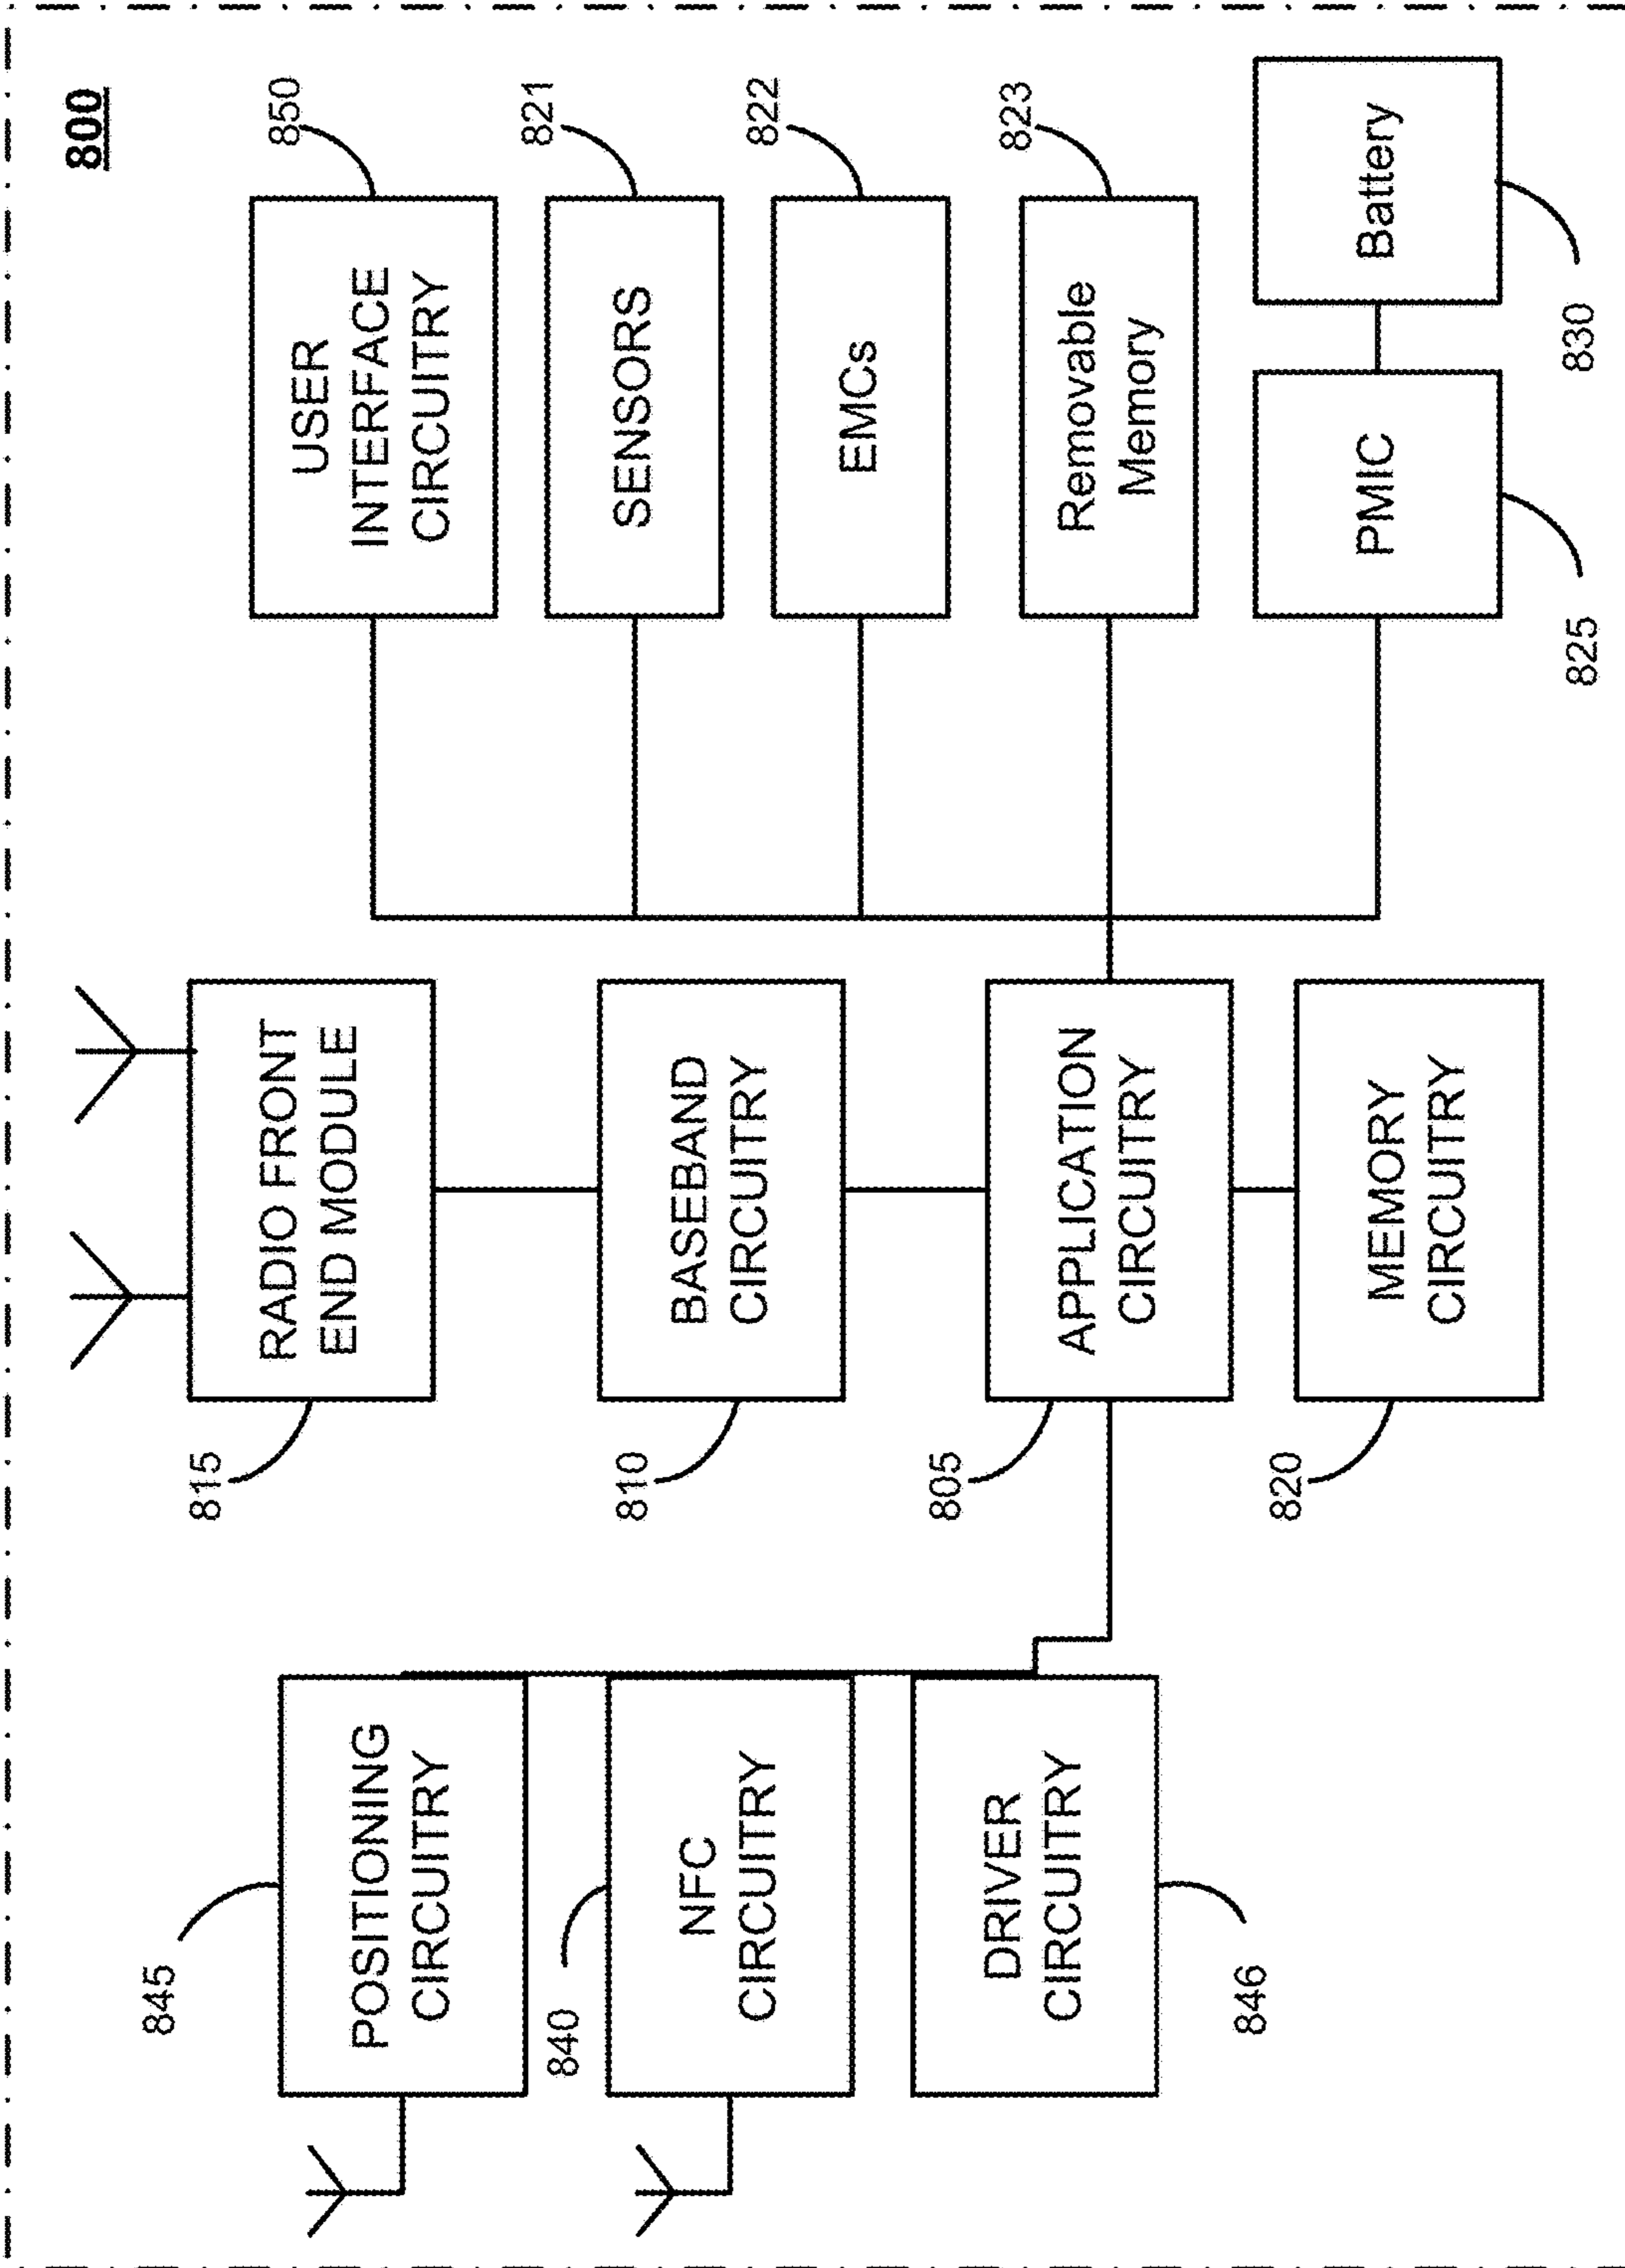 800
845
POSITIONING
CIRCUITRY
840
NFC
CIRCUITRY
DRIVER
CIRCUITRY
846
815
RADIO FRONT
END MODULE
810
BASEBAND
CIRCUITRY
805
APPLICATION
CIRCUITRY
820
MEMORY
CIRCUITRY
850
USER
INTERFACE
CIRCUITRY
821
SENSORS
822
EMCs
823
Removable
Memory
PMIC
825
Battery
830